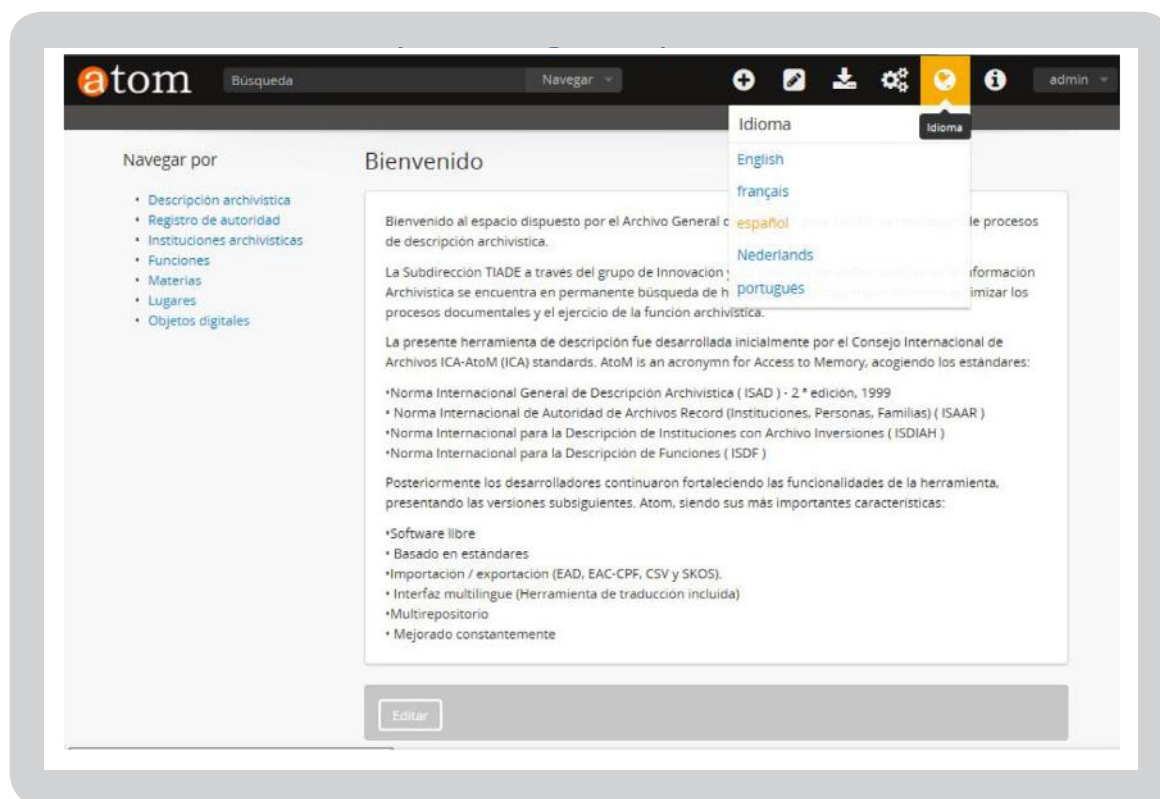 atom
Búsqueda
Navegar
admin
Idioma
Idioma
English
français
español
Nederlands
português
Navegar por
• Descripción archivística
• Registro de autoridad
• Instituciones archivísticas
• Funciones
• Materias
• Lugares
• Objetos digitales
Bienvenido
Bienvenido al espacio dispuesto por el Archivo General de procesos
de descripción archivística.
La Subdirección TIADE a través del grupo de Innovación y información
Archivística se encuentra en permanente búsqueda de los
procesos documentales y el ejercicio de la función archivística.
La presente herramienta de descripción fue desarrollada inicialmente por el Consejo Internacional de
Archivos ICA-AtoM (ICA) standards. AtoM is an acronymn for Access to Memory, acogiendo los estándares:
•Norma Internacional General de Descripción Archivística ( ISAD ) - 2 ª edición, 1999
• Norma Internacional de Autoridad de Archivos Record (Instituciones, Personas, Familias) ( ISAAR )
•Norma Internacional para la Descripción de Instituciones con Archivo Inversiones ( ISDIAH )
•Norma Internacional para la Descripción de Funciones ( ISDF )
Posteriormente los desarrolladores continuaron fortaleciendo las funcionalidades de la herramienta,
presentando las versiones subsiguientes. Atom, siendo sus más importantes características:
•Software libre
• Basado en estándares
•Importación / exportación (EAD, EAC-CPF, CSV y SKOS).
• Interfaz multilingue (Herramienta de traducción incluida)
•Multirepositorio
• Mejorado constantemente
Editar